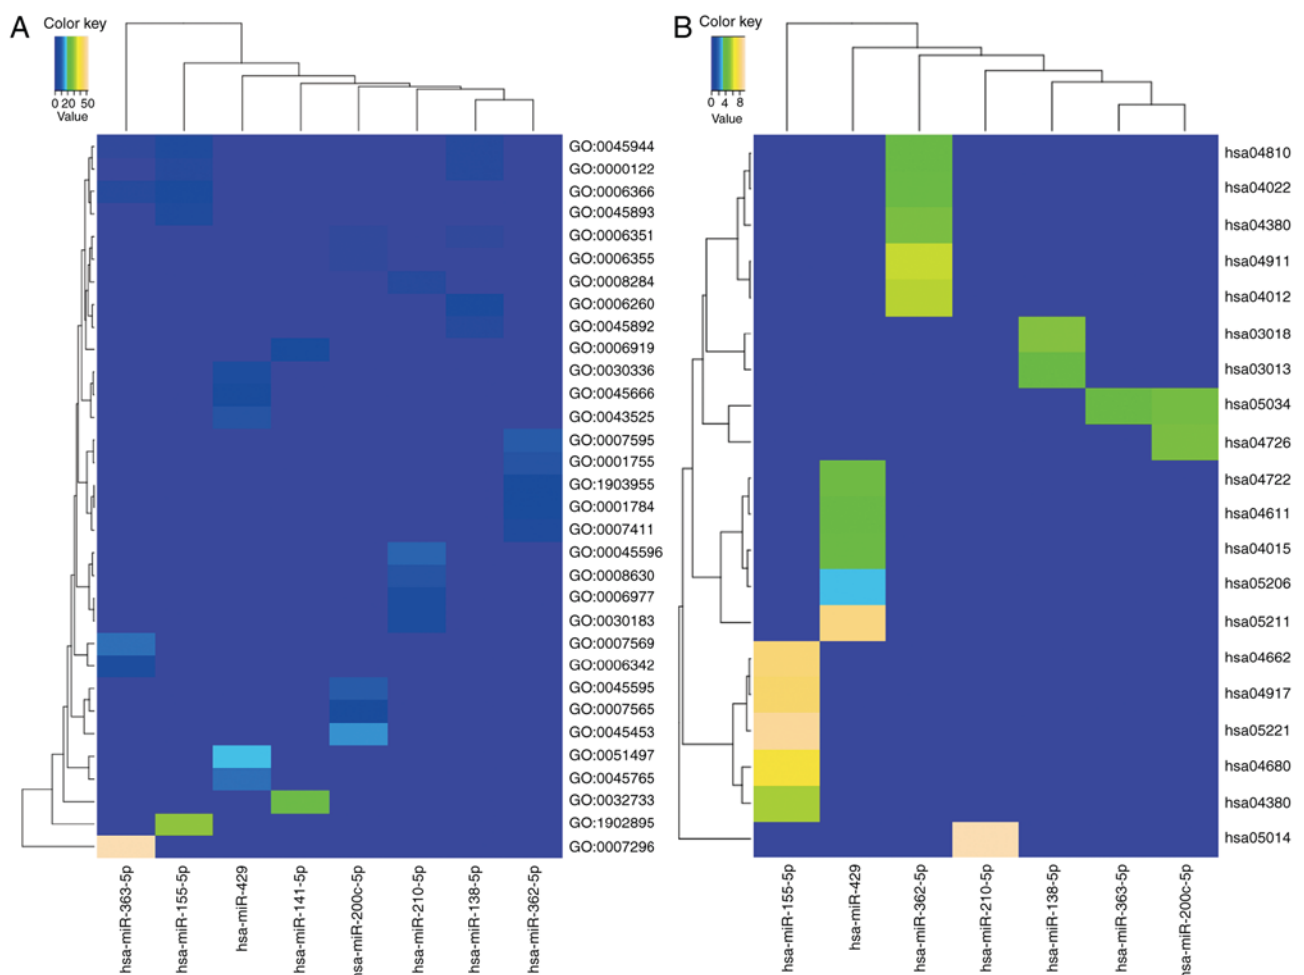 A
Color key
0 20 50
Value
GO:0045944
GO:0000122
GO:0006366
GO:0045893
GO:0006351
GO:0006355
GO:0008284
GO:0006260
GO:0045892
GO:0006919
GO:0030336
GO:0045666
GO:0043525
GO:0007595
GO:0001755
GO:1903955
GO:0001784
GO:0007411
GO:00045596
GO:0008630
GO:0006977
GO:0030183
GO:0007569
GO:0006342
GO:0045595
GO:0007565
GO:0045453
GO:0051497
GO:0045765
GO:0032733
GO:1902895
GO:0007296
hsa-miR-363-5p
hsa-miR-155-5p
hsa-miR-429
hsa-miR-141-5p
hsa-miR-200c-5p
hsa-miR-210-5p
hsa-miR-138-5p
hsa-miR-362-5p
B
Color key
0 4 8
Value
hsa04810
hsa04022
hsa04380
hsa04911
hsa04012
hsa03018
hsa03013
hsa05034
hsa04726
hsa04722
hsa04611
hsa04015
hsa05206
hsa05211
hsa04662
hsa04917
hsa05221
hsa04680
hsa04380
hsa05014
hsa-miR-155-5p
hsa-miR-429
hsa-miR-362-5p
hsa-miR-210-5p
hsa-miR-138-5p
hsa-miR-363-5p
hsa-miR-200c-5p